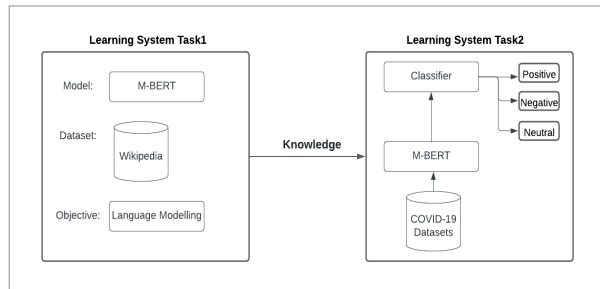 Learning System Task1
Model:
M-BERT
Dataset:
Wikipedia
Objective:
Language Modelling
Knowledge
Learning System Task2
Classifier
Positive
Negative
Neutral
M-BERT
COVID-19
Datasets